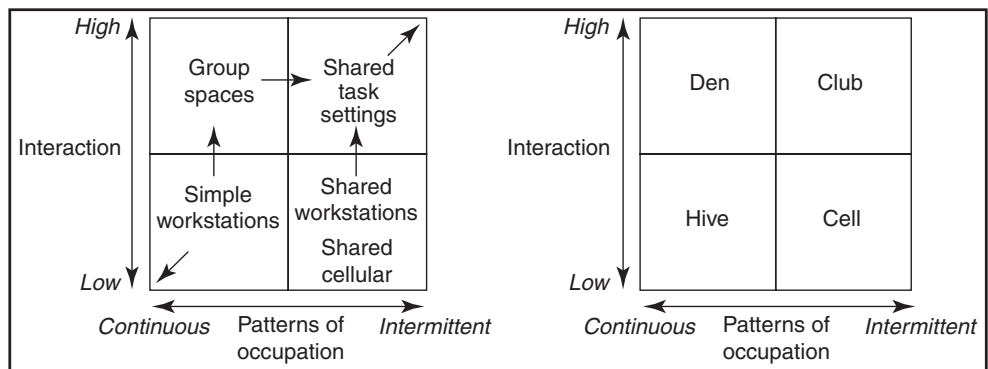 High
Group
spaces
Shared
task
settings
Interaction
Simple
workstations
Shared
workstations
Shared
cellular
Low
Continuous
Patterns of
occupation
Intermittent
High
Den
Club
Interaction
Hive
Cell
Low
Continuous
Patterns of
occupation
Intermittent